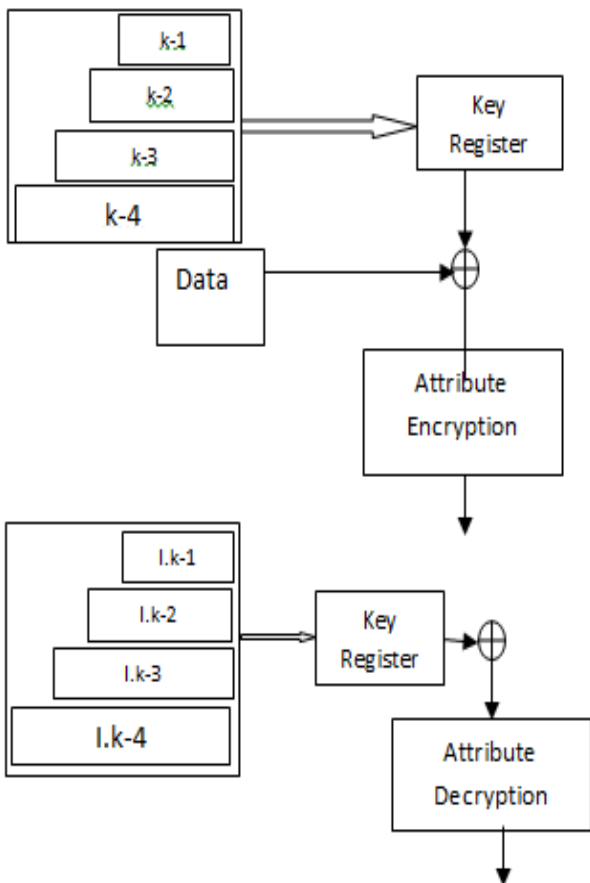 k-1
k-2
k-3
k-4
Key
Register
Data
Attribute
Encryption
I.k-1
I.k-2
I.k-3
I.k-4
Key
Register
Attribute
Decryption